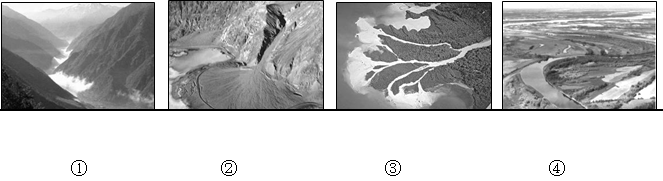 ① ② ③ ④